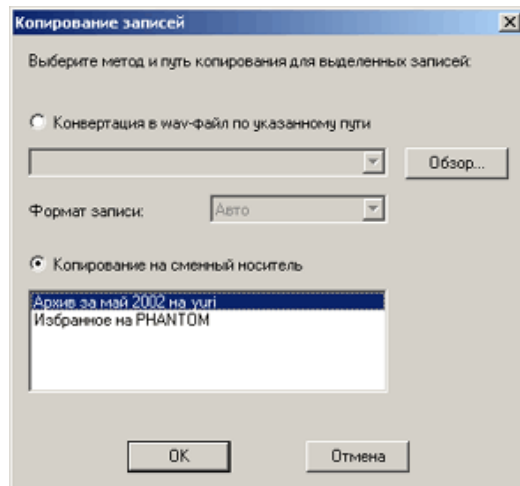 Копирование записей
Выберите метод и путь копирования для выделенных записей:
Конвертация в wav-файл по указанному пути
Обзор...
Формат записи: Авто
Копирование на сменный носитель
Архив за май 2002 на yuri
Избранное на PHANTOM
OK Отмена